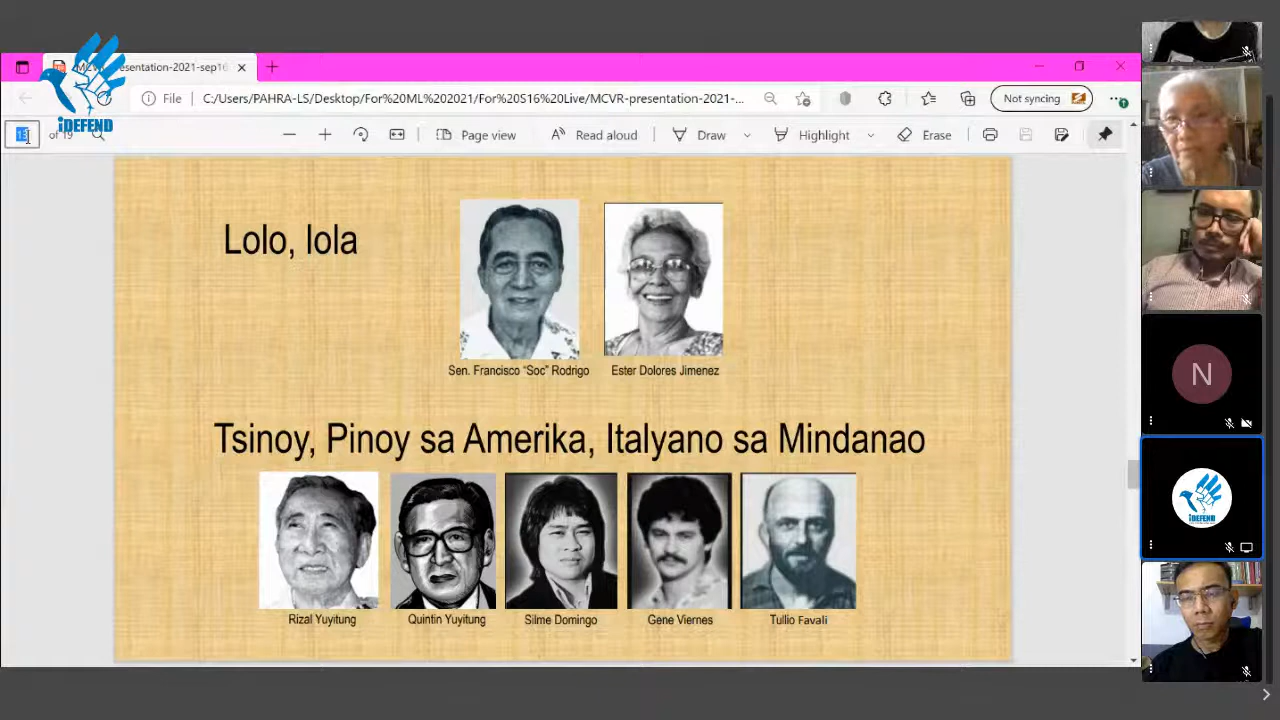 MCVR-presentation-2021-sep16
File
C:/Users/PAHRA-LS/Desktop/For%20ML%202021/For%20S16%20Live/MCVR-presentation-2021-...
Not syncing
iDEFEND
13 of 19
Page view
Read aloud
Draw
Highlight
Erase
Lolo, lola
Sen. Francisco “Soc” Rodrigo
Ester Dolores Jimenez
Tsinoy, Pinoy sa Amerika, Italyano sa Mindanao
Rizal Yuyitung
Quintin Yuyitung
Silme Domingo
Gene Viernes
Tullio Favali
N
iDEFEND